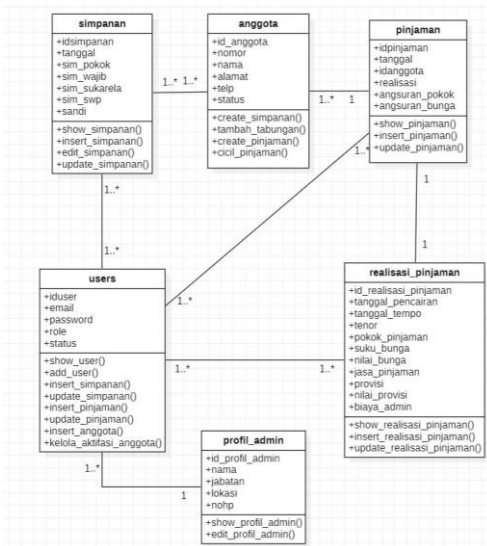 simpanan
+idsimpanan
+tanggal
+sim_pokok
+sim_wajib
+sim_sukarela
+sim_swp
+sandi
+show_simpanan()
+insert_simpanan()
+edit_simpanan()
+update_simpanan()
1..* 1..*
anggota
+id_anggota
+nomor
+nama
+alamat
+telp
+status
+create_simpanan()
+tambah_tabungan()
+create_pinjaman()
+cicil_pinjaman()
1..* 1
pinjaman
+idpinjaman
+tanggal
+idanggota
+realisasi
+angsuran_pokok
+angsuran_bunga
+show_pinjaman()
+insert_pinjaman()
+update_pinjaman()
1..*
1
1
1..*
1..*
users
+iduser
+email
+password
+role
+status
+show_user()
+add_user()
+insert_simpanan()
+update_simpanan()
+insert_pinjaman()
+update_pinjaman()
+insert_anggota()
+kelola_aktifasi_anggota()
1..*
1..* 1..*
realisasi_pinjaman
+id_realisasi_pinjaman
+tanggal_pencairan
+tanggal_tempo
+tenor
+pokok_pinjaman
+suku_bunga
+nilai_bunga
+jasa_pinjaman
+provisi
+nilai_provisi
+biaya_admin
+show_realisasi_pinjaman()
+insert_realisasi_pinjaman()
+update_realisasi_pinjaman()
1..*
1
profil_admin
+id_profil_admin
+nama
+jabatan
+lokasi
+nohp
+show_profil_admin()
+edit_profil_admin()